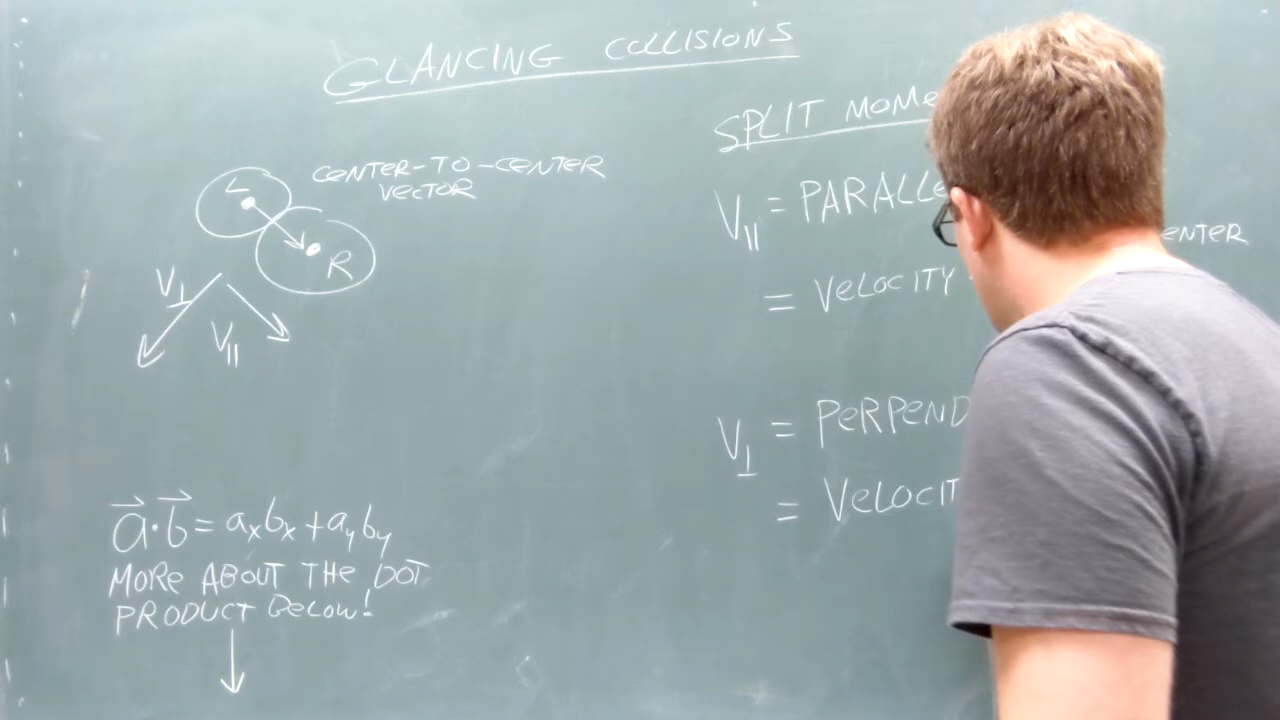 GLANCING COLLISIONS
CENTER-TO-CENTER
VECTOR
L
R
V⊥
V||
a⃗·b⃗ = aₓbₓ + aᵧbᵧ
MORE ABOUT THE DOT
PRODUCT BELOW!
SPLIT MOME
V|| = PARALLE
ENTER
= VELOCITY
V⊥ = PERPEND
= VELOCIT